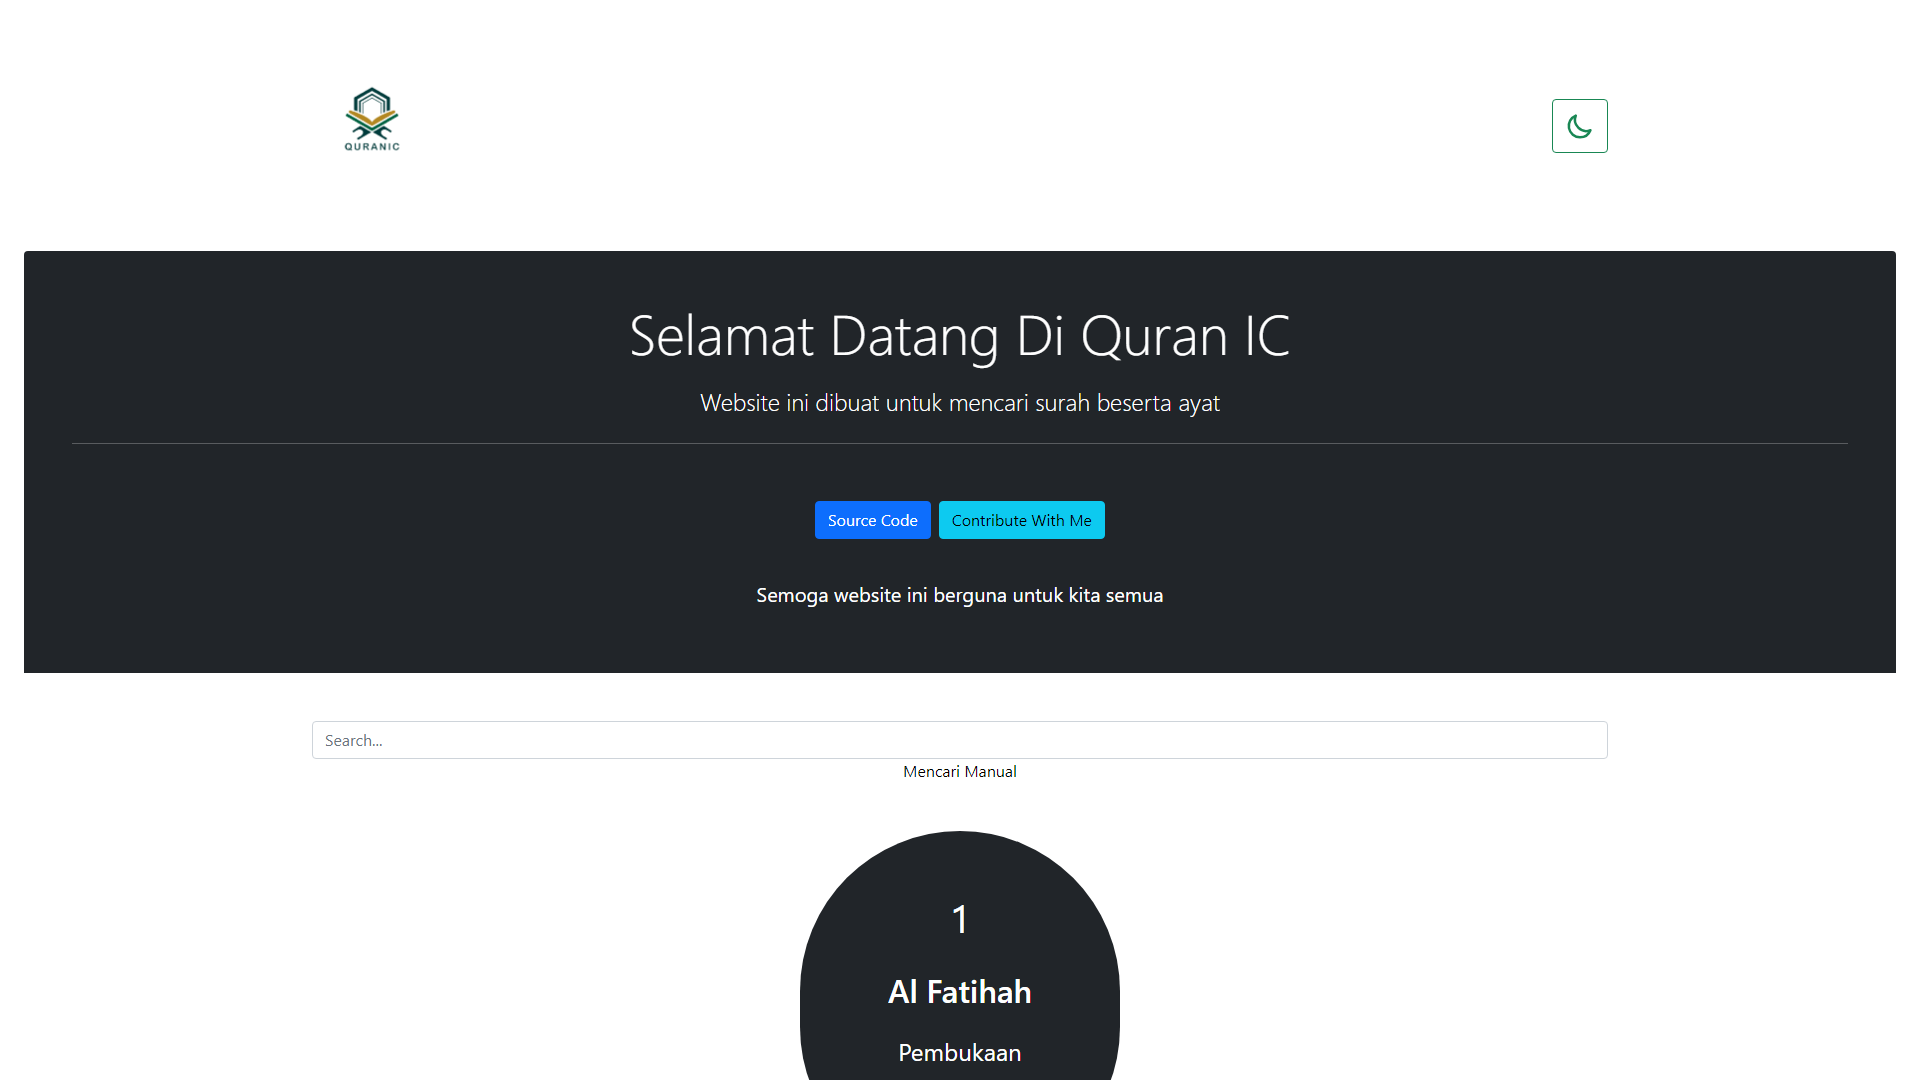 QURANIC
Selamat Datang Di Quran IC
Website ini dibuat untuk mencari surah beserta ayat
Source Code
Contribute With Me
Semoga website ini berguna untuk kita semua
Search...
Mencari Manual
1
Al Fatihah
Pembukaan